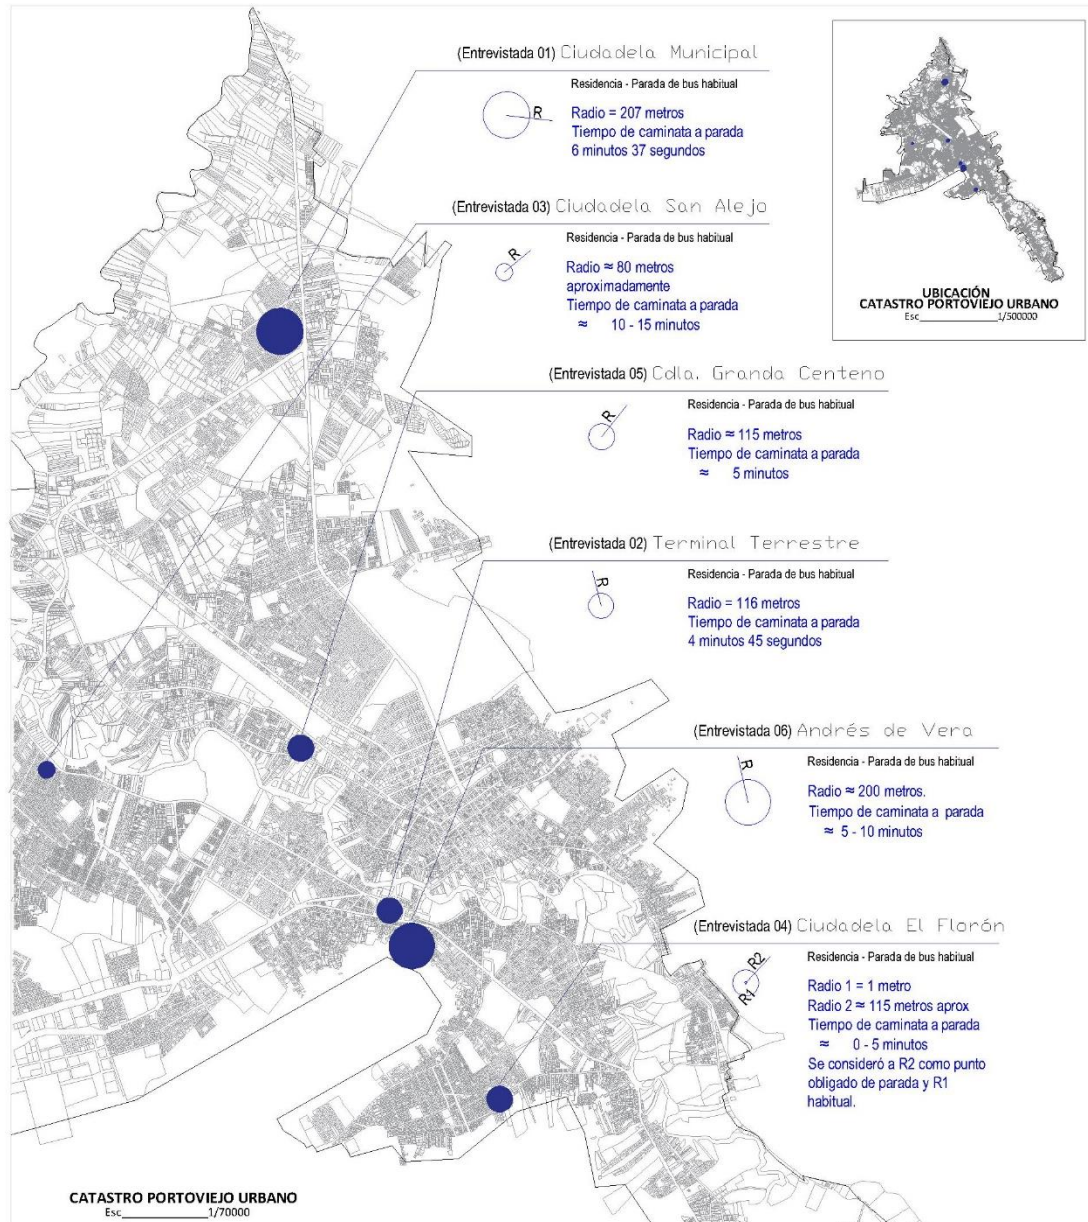 (Entrevistada 01) Ciudadela Municipal
Residencia - Parada de bus habitual
R
Radio = 207 metros
Tiempo de caminata a parada
6 minutos 37 segundos
(Entrevistada 03) Ciudadela San Alejo
Residencia - Parada de bus habitual
R
Radio ≈ 80 metros
aproximadamente
Tiempo de caminata a parada
≈ 10 - 15 minutos
(Entrevistada 05) Cdla. Granda Centeno
Residencia - Parada de bus habitual
R
Radio ≈ 115 metros
Tiempo de caminata a parada
≈ 5 minutos
(Entrevistada 02) Terminal Terrestre
Residencia - Parada de bus habitual
R
Radio = 116 metros
Tiempo de caminata a parada
4 minutos 45 segundos
(Entrevistada 06) Andrés de Vera
Residencia - Parada de bus habitual
R
Radio ≈ 200 metros.
Tiempo de caminata a parada
≈ 5 - 10 minutos
(Entrevistada 04) Ciudadela El Florón
Residencia - Parada de bus habitual
R2
R1
Radio 1 = 1 metro
Radio 2 ≈ 115 metros aprox
Tiempo de caminata a parada
≈ 0 - 5 minutos
Se consideró a R2 como punto
obligado de parada y R1
habitual.
UBICACIÓN
CATASTRO PORTOVIEJO URBANO
Esc______________1/500000
CATASTRO PORTOVIEJO URBANO
Esc______________1/70000